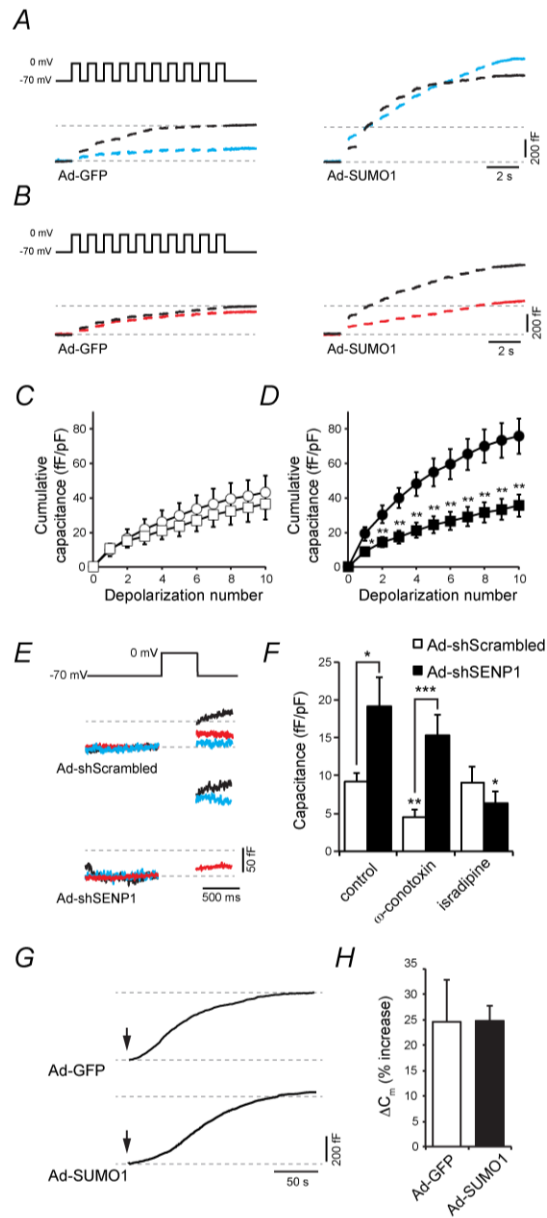 A
0 mV
-70 mV
Ad-GFP
Ad-SUMO1
200 fF
2 s
B
0 mV
-70 mV
Ad-GFP
Ad-SUMO1
200 fF
2 s
C
Cumulative
capacitance (fF/pF)
80
60
40
20
0
0 2 4 6 8 10
Depolarization number
D
Cumulative
capacitance (fF/pF)
80
60
40
20
0
* ** ** ** ** ** ** ** ** **
0 2 4 6 8 10
Depolarization number
E
0 mV
-70 mV
Ad-shScrambled
Ad-shSENP1
50 fF
500 ms
F
Ad-shScrambled
Ad-shSENP1
Capacitance (fF/pF)
25
20
15
10
5
0
*
***
**
*
control
ω-conotoxin
isradipine
G
Ad-GFP
Ad-SUMO1
200 fF
50 s
H
ΔCm (% increase)
35
30
25
20
15
10
5
0
Ad-GFP
Ad-SUMO1